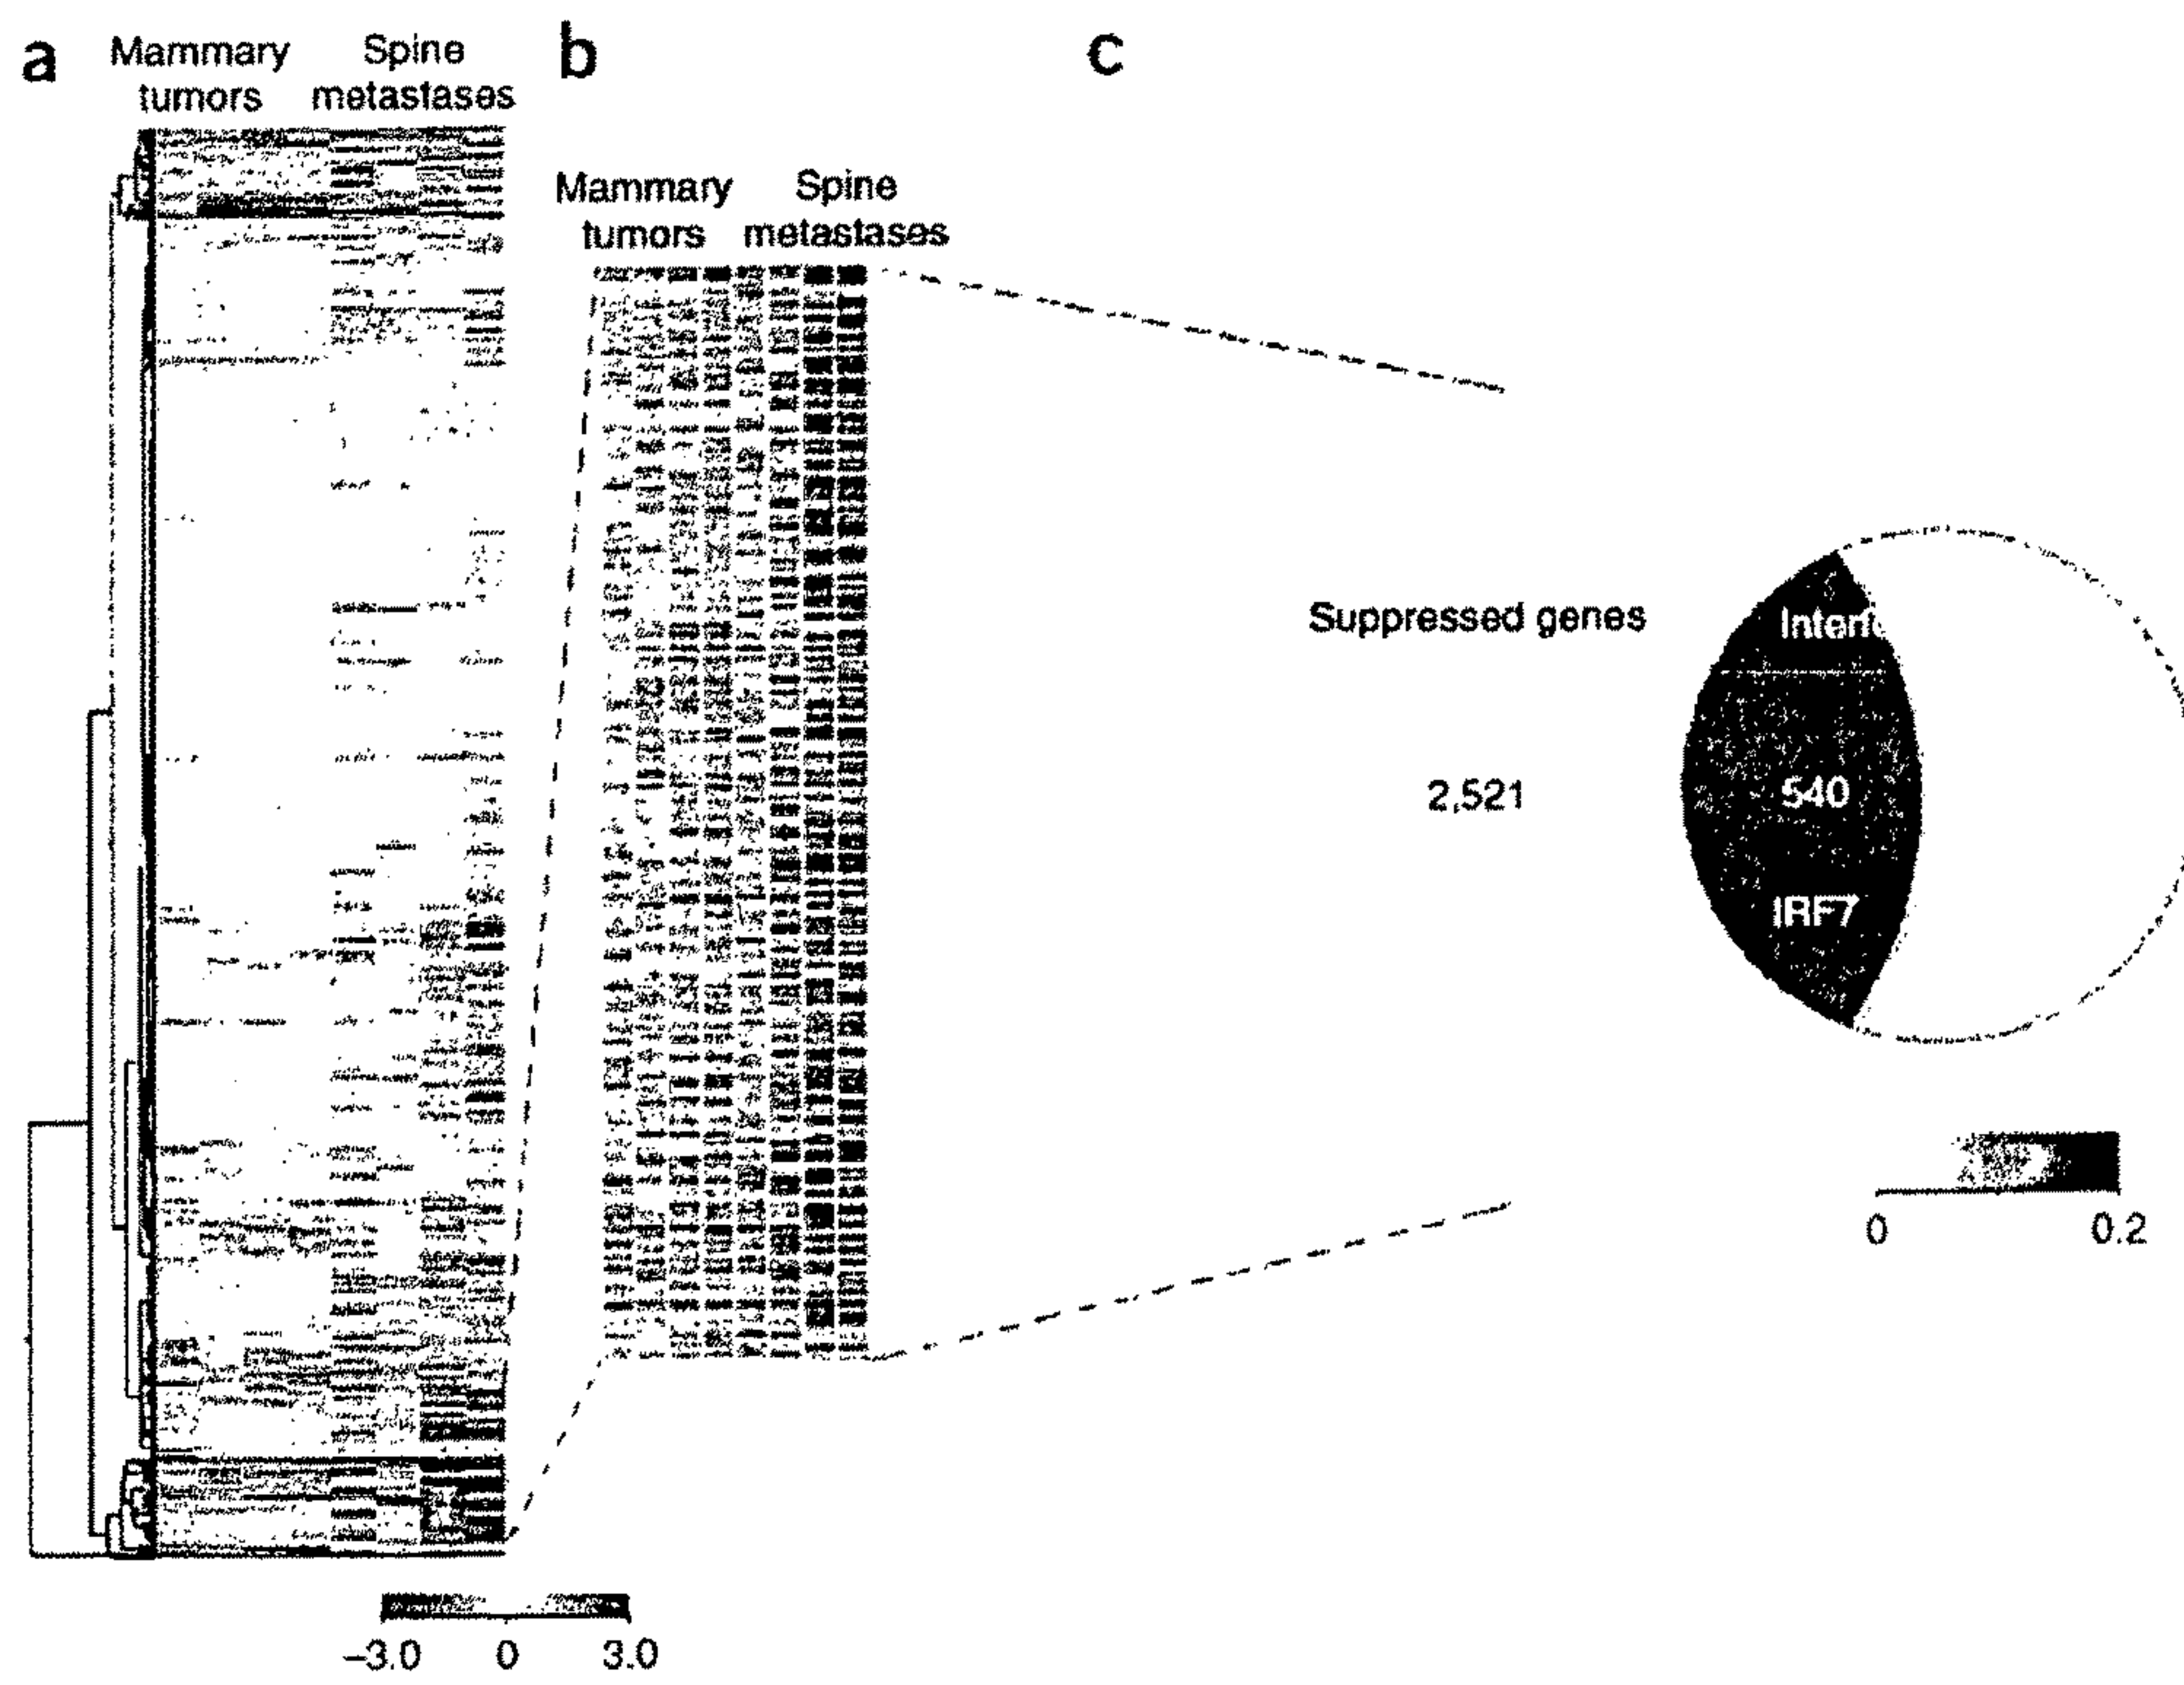 a
Mammary
tumors
Spine
metastases
b
Mammary
tumors
Spine
metastases
c
Suppressed genes
2,521
Interfe
540
IRF7
0
0.2
−3.0
0
3.0